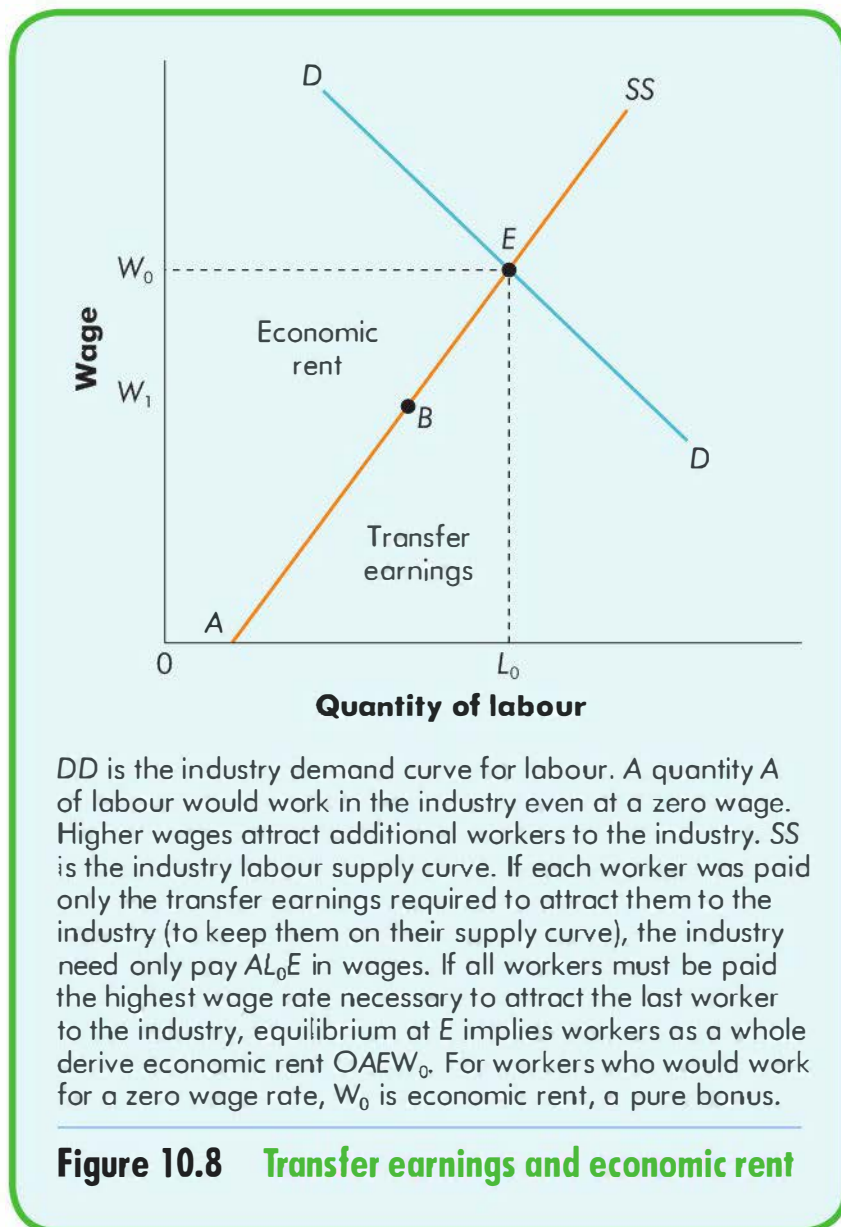 D
SS
E
W₀
Economic
rent
Wage
W₁
B
D
Transfer
earnings
A
0
L₀
Quantity of labour
DD is the industry demand curve for labour. A quantity A
of labour would work in the industry even at a zero wage.
Higher wages attract additional workers to the industry. SS
is the industry labour supply curve. If each worker was paid
only the transfer earnings required to attract them to the
industry (to keep them on their supply curve), the industry
need only pay AL₀E in wages. If all workers must be paid
the highest wage rate necessary to attract the last worker
to the industry, equilibrium at E implies workers as a whole
derive economic rent OAEW₀. For workers who would work
for a zero wage rate, W₀ is economic rent, a pure bonus.
Figure 10.8 Transfer earnings and economic rent